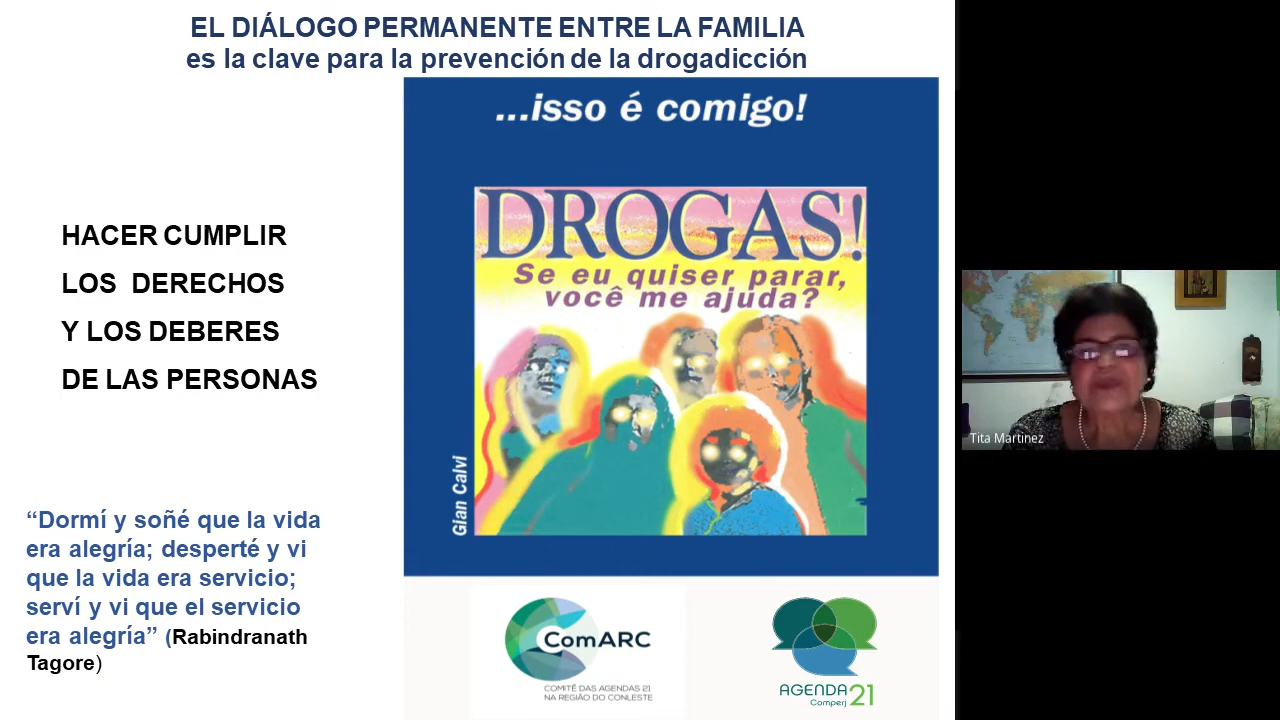 EL DIÁLOGO PERMANENTE ENTRE LA FAMILIA
es la clave para la prevención de la drogadicción
...isso é comigo!
DROGAS!
Se eu quiser parar,
você me ajuda?
Gian Calvi
HACER CUMPLIR
LOS DERECHOS
Y LOS DEBERES
DE LAS PERSONAS
“Dormí y soñé que la vida
era alegría; desperté y vi
que la vida era servicio;
serví y vi que el servicio
era alegría” (Rabindranath
Tagore)
ComARC
COMITÊ DAS AGENDAS 21
NA REGIÃO DO CONLESTE
AGENDA 21
Comperj
Tita Martinez